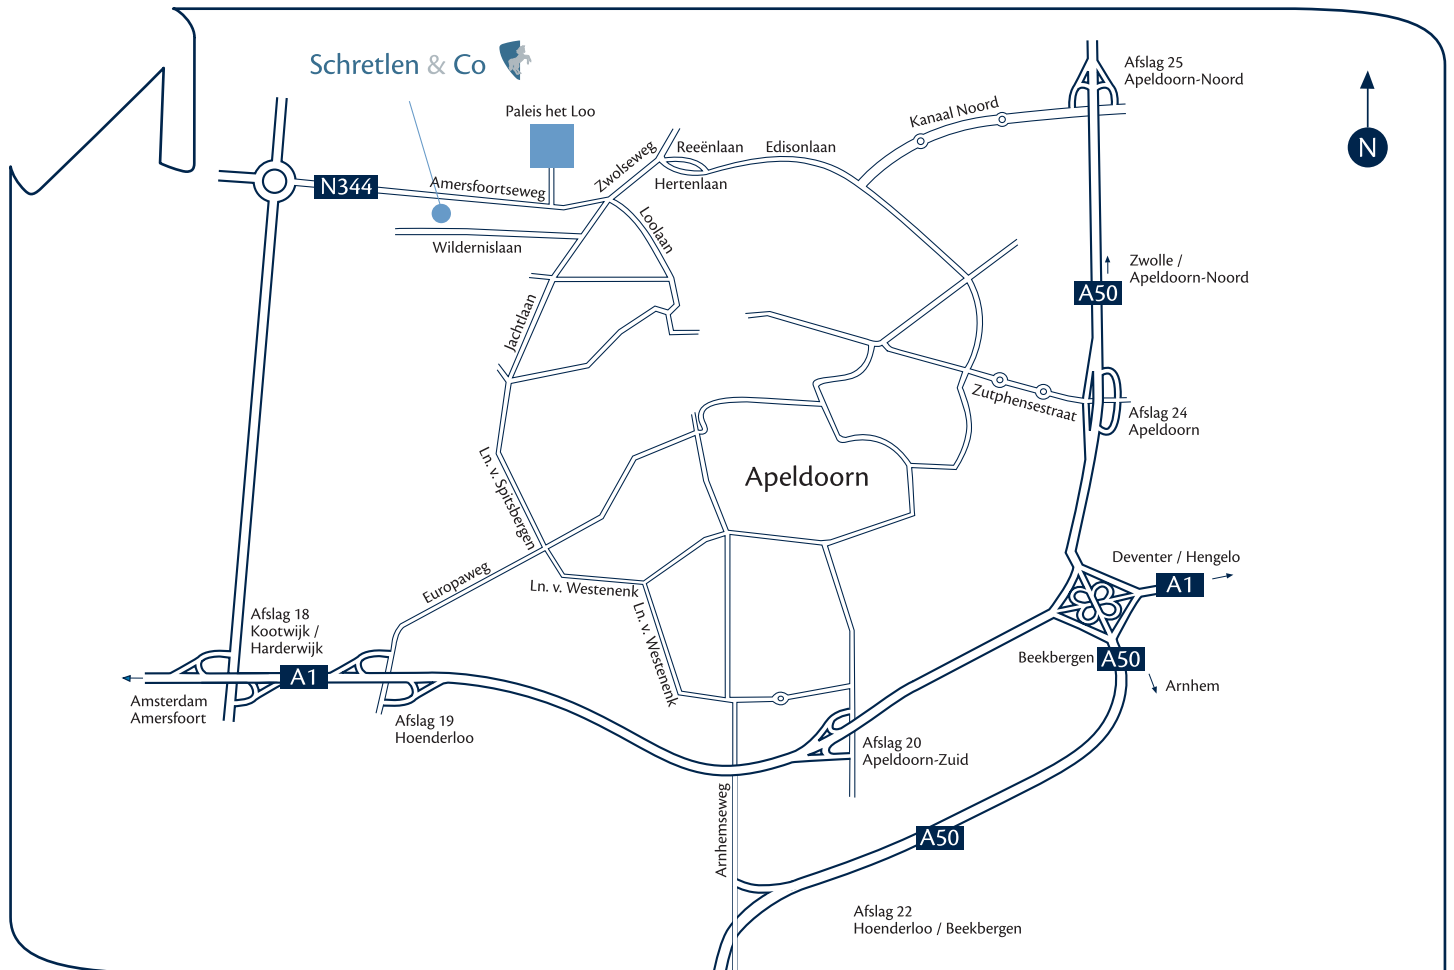 Schretlen & Co
Afslag 25
Apeldoorn-Noord
Paleis het Loo
Kanaal Noord
N
Zwolseweg
Reeënlaan
Edisonlaan
Hertenlaan
N344
Amersfoortseweg
Loolaan
Wildernislaan
Zwolle /
Apeldoorn-Noord
A50
Jachtlaan
Zutphensestraat
Afslag 24
Apeldoorn
Ln. v. Spitsbergen
Apeldoorn
Deventer / Hengelo
A1
Europaweg
Ln. v. Westenenk
Ln. v. Westenenk
Afslag 18
Kootwijk /
Harderwijk
Beekbergen
A50
A1
Arnhem
Amsterdam
Amersfoort
Afslag 19
Hoenderloo
Afslag 20
Apeldoorn-Zuid
Arnhemseweg
A50
Afslag 22
Hoenderloo / Beekbergen